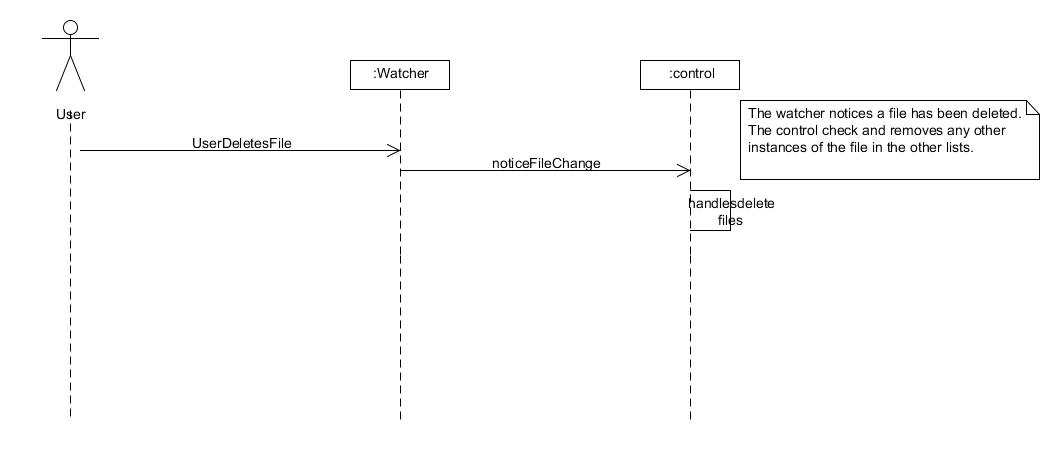 User
:Watcher
:control
The watcher notices a file has been deleted.
The control check and removes any other
instances of the file in the other lists.
UserDeletesFile
noticeFileChange
handlesdelete
files